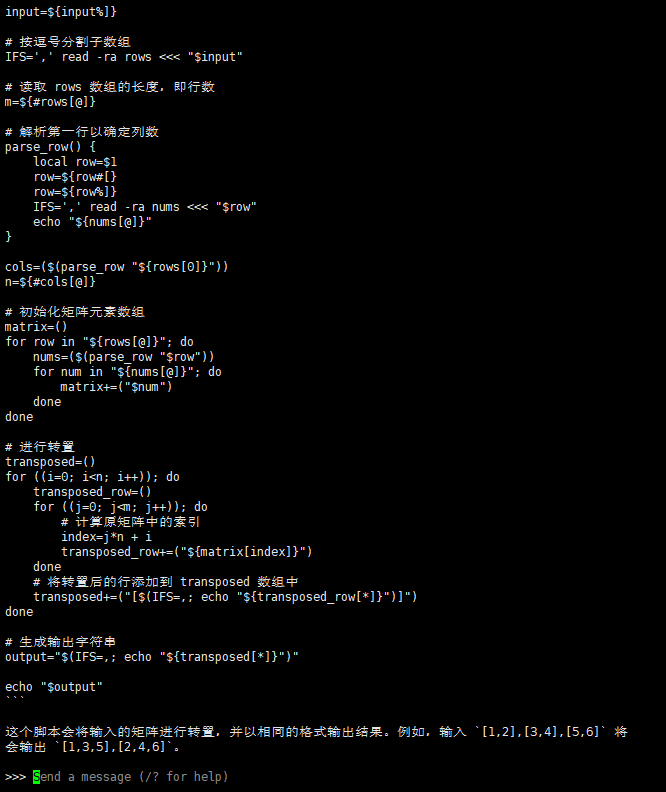 input=${input%]}

# 按逗号分割子数组
IFS=',' read -ra rows <<< "$input"

# 读取 rows 数组的长度，即行数
m=${#rows[@]}

# 解析第一行以确定列数
parse_row() {
    local row=$1
    row=${row#[}
    row=${row%]}
    IFS=',' read -ra nums <<< "$row"
    echo "${nums[@]}"
}

cols=($(parse_row "${rows[0]}"))
n=${#cols[@]}

# 初始化矩阵元素数组
matrix=()
for row in "${rows[@]}"; do
    nums=($(parse_row "$row"))
    for num in "${nums[@]}"; do
        matrix+=("$num")
    done
done

# 进行转置
transposed=()
for ((i=0; i<n; i++)); do
    transposed_row=()
    for ((j=0; j<m; j++)); do
        # 计算原矩阵中的索引
        index=j*n + i
        transposed_row+=("${matrix[index]}")
    done
    # 将转置后的行添加到 transposed 数组中
    transposed+=("[$(IFS=,; echo "${transposed_row[*]}")]")
done

# 生成输出字符串
output="$(IFS=,; echo "${transposed[*]}")"

echo "$output"
```

这个脚本会将输入的矩阵进行转置，并以相同的格式输出结果。例如，输入 `[1,2],[3,4],[5,6]` 将
会输出 `[1,3,5],[2,4,6]`。

>>> Send a message (/? for help)